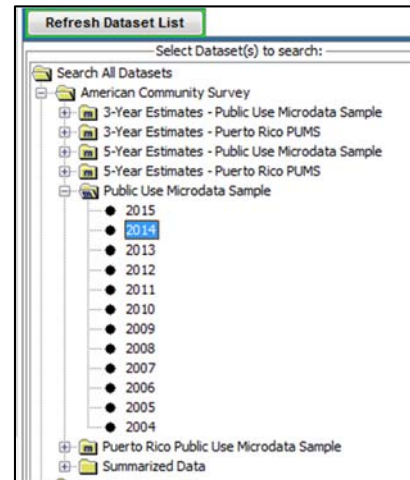 Refresh Dataset List
Select Dataset(s) to search:
Search All Datasets
American Community Survey
3-Year Estimates - Public Use Microdata Sample
3-Year Estimates - Puerto Rico PUMS
5-Year Estimates - Public Use Microdata Sample
5-Year Estimates - Puerto Rico PUMS
Public Use Microdata Sample
2015
2014
2013
2012
2011
2010
2009
2008
2007
2006
2005
2004
Puerto Rico Public Use Microdata Sample
Summarized Data